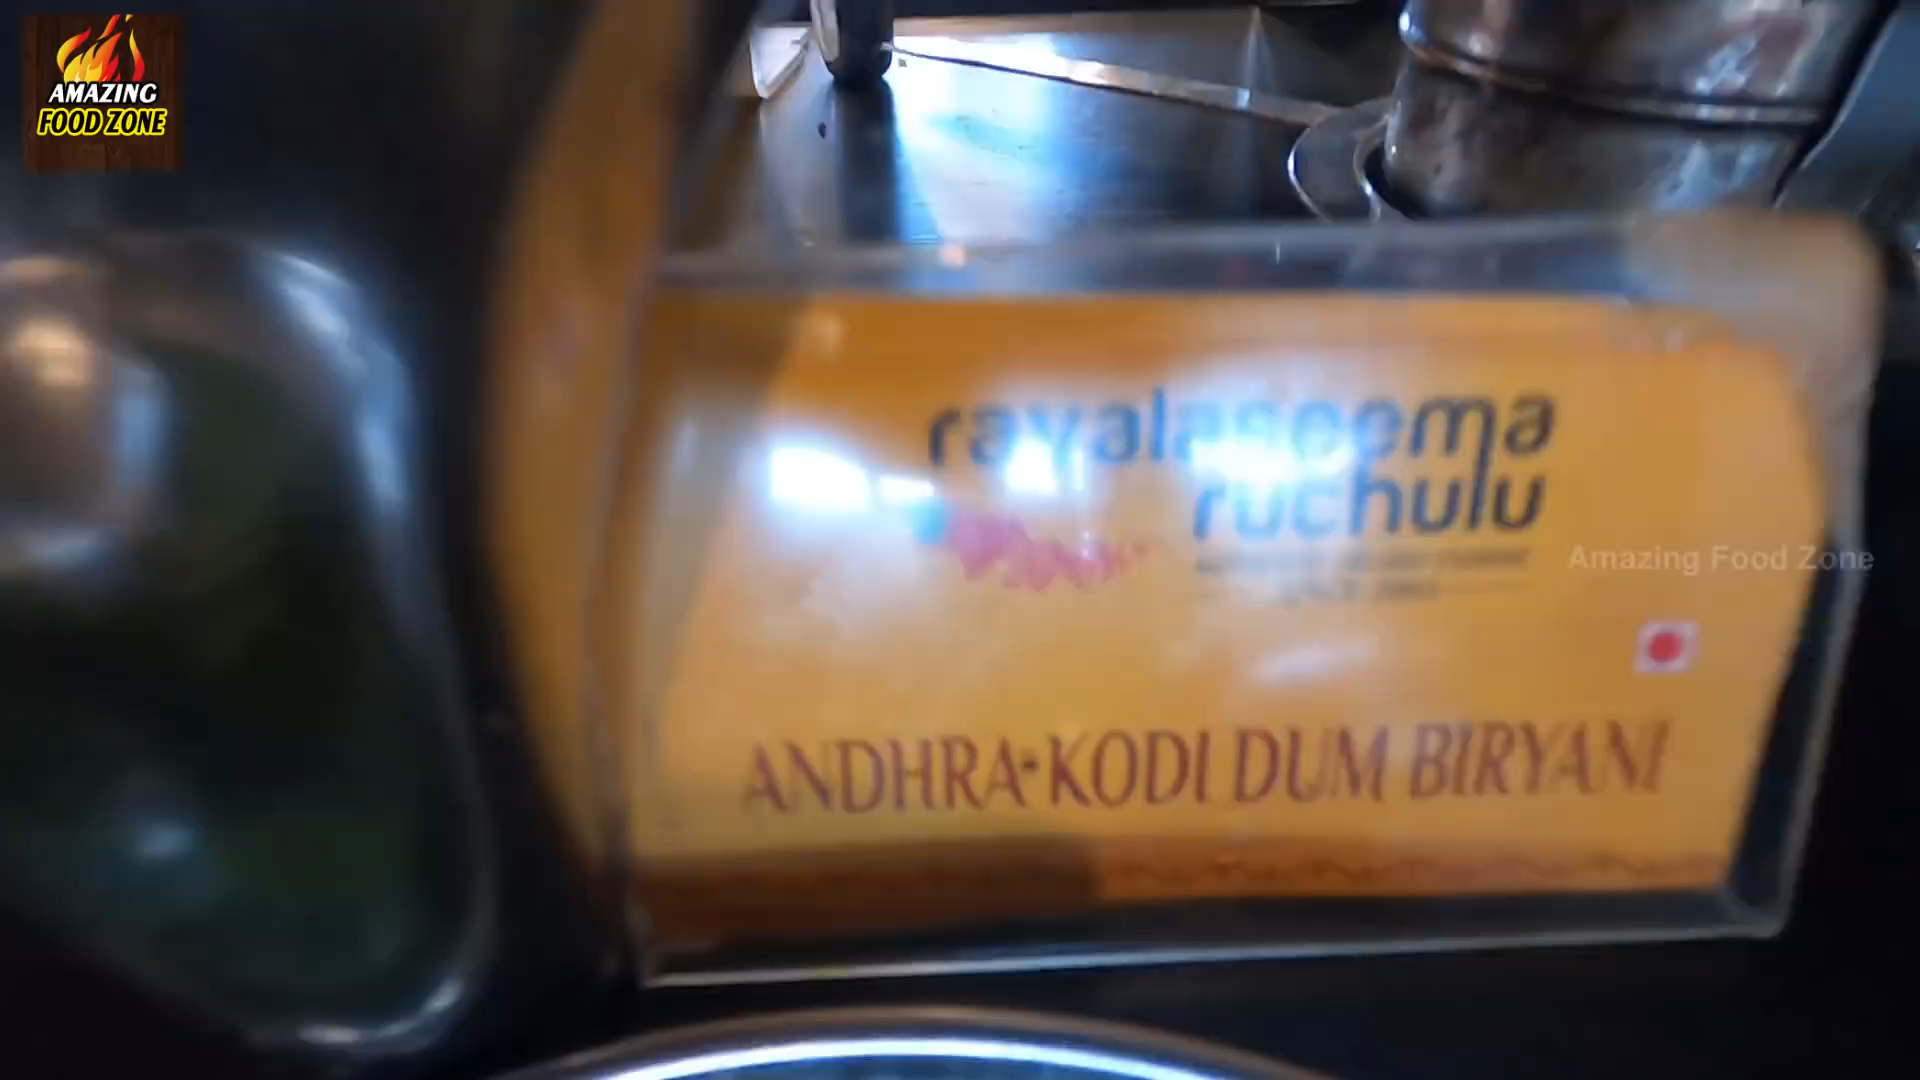 AMAZING
FOOD ZONE
rayalaseema
ruchulu
Amazing Food Zone
ANDHRA·KODI DUM BIRYANI